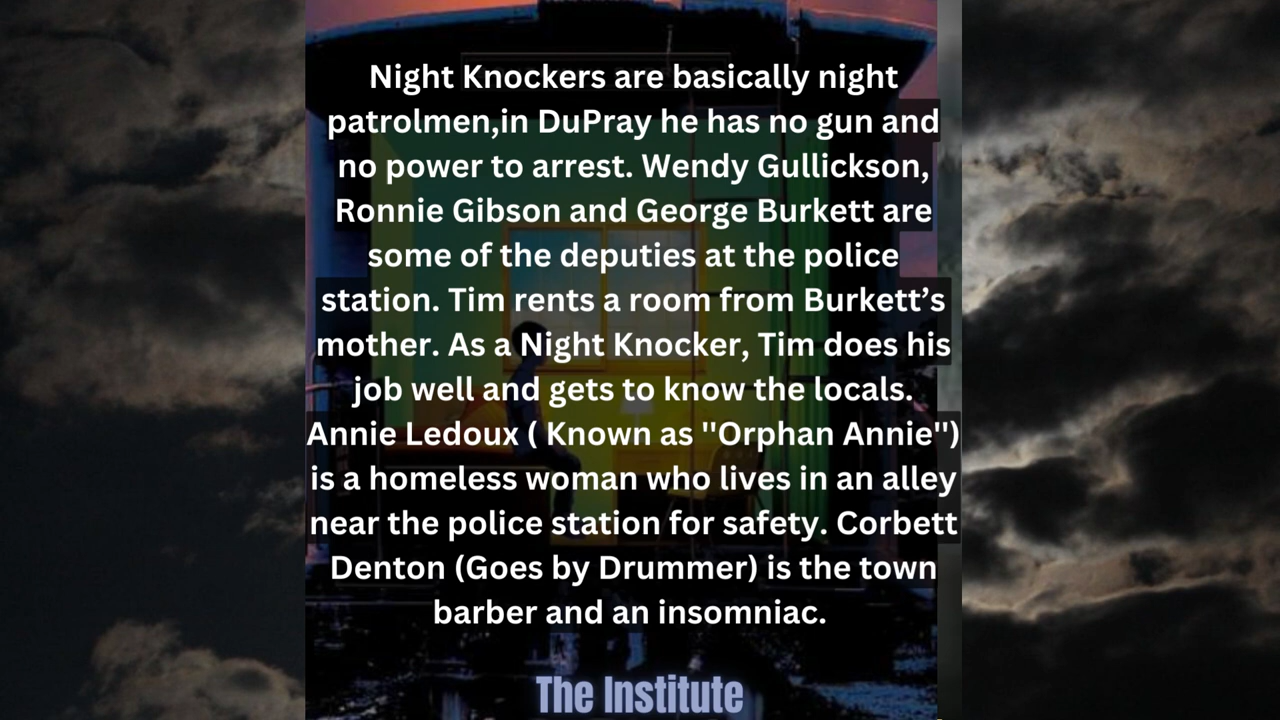 Night Knockers are basically night
patrolmen,in DuPray he has no gun and
no power to arrest. Wendy Gullickson,
Ronnie Gibson and George Burkett are
some of the deputies at the police
station. Tim rents a room from Burkett’s
mother. As a Night Knocker, Tim does his
job well and gets to know the locals.
Annie Ledoux ( Known as "Orphan Annie")
is a homeless woman who lives in an alley
near the police station for safety. Corbett
Denton (Goes by Drummer) is the town
barber and an insomniac.
The Institute